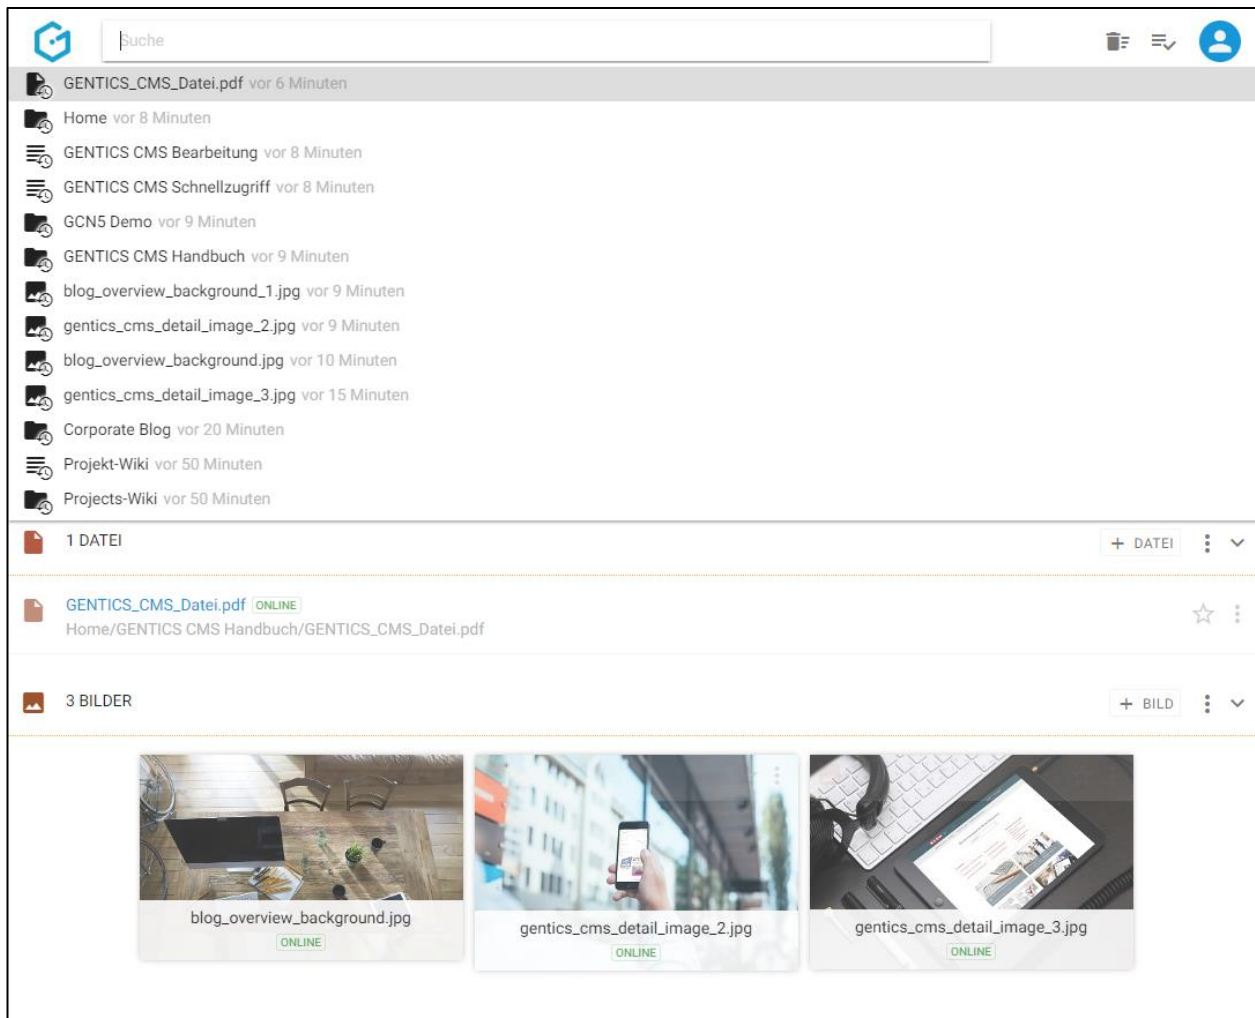 Suche
GENTICS_CMS_Datei.pdf vor 6 Minuten
Home vor 8 Minuten
GENTICS CMS Bearbeitung vor 8 Minuten
GENTICS CMS Schnellzugriff vor 8 Minuten
GCN5 Demo vor 9 Minuten
GENTICS CMS Handbuch vor 9 Minuten
blog_overview_background_1.jpg vor 9 Minuten
gentics_cms_detail_image_2.jpg vor 9 Minuten
blog_overview_background.jpg vor 10 Minuten
gentics_cms_detail_image_3.jpg vor 15 Minuten
Corporate Blog vor 20 Minuten
Projekt-Wiki vor 50 Minuten
Projects-Wiki vor 50 Minuten
1 DATEI + DATEI
GENTICS_CMS_Datei.pdf ONLINE
Home/GENTICS CMS Handbuch/GENTICS_CMS_Datei.pdf
3 BILDER + BILD
blog_overview_background.jpg
ONLINE
gentics_cms_detail_image_2.jpg
ONLINE
gentics_cms_detail_image_3.jpg
ONLINE